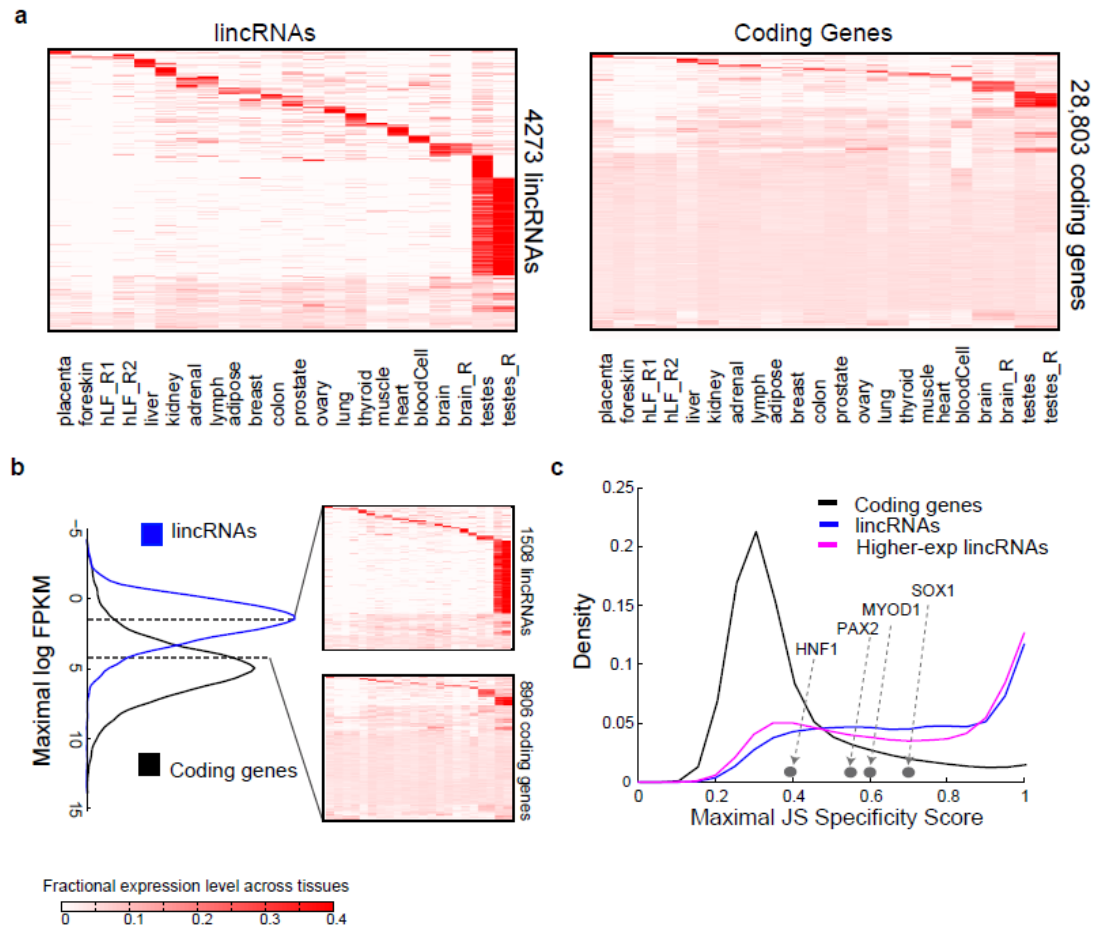 a
lincRNAs
4273 lincRNAs
placenta
foreskin
hLF_R1
hLF_R2
liver
kidney
adrenal
lymph
adipose
breast
colon
prostate
ovary
lung
thyroid
muscle
heart
bloodCell
brain
brain_R
testes
testes_R
Coding Genes
28,803 coding genes
placenta
foreskin
hLF_R1
hLF_R2
liver
kidney
adrenal
lymph
adipose
breast
colon
prostate
ovary
lung
thyroid
muscle
heart
bloodCell
brain
brain_R
testes
testes_R
b
Maximal log FPKM
-5
0
5
10
15
lincRNAs
Coding genes
1508 lincRNAs
8906 coding genes
c
Density
0.25
0.2
0.15
0.1
0.05
0
Coding genes
lincRNAs
Higher-exp lincRNAs
SOX1
MYOD1
PAX2
HNF1
0 0.2 0.4 0.6 0.8 1
Maximal JS Specificity Score
Fractional expression level across tissues
0 0.1 0.2 0.3 0.4